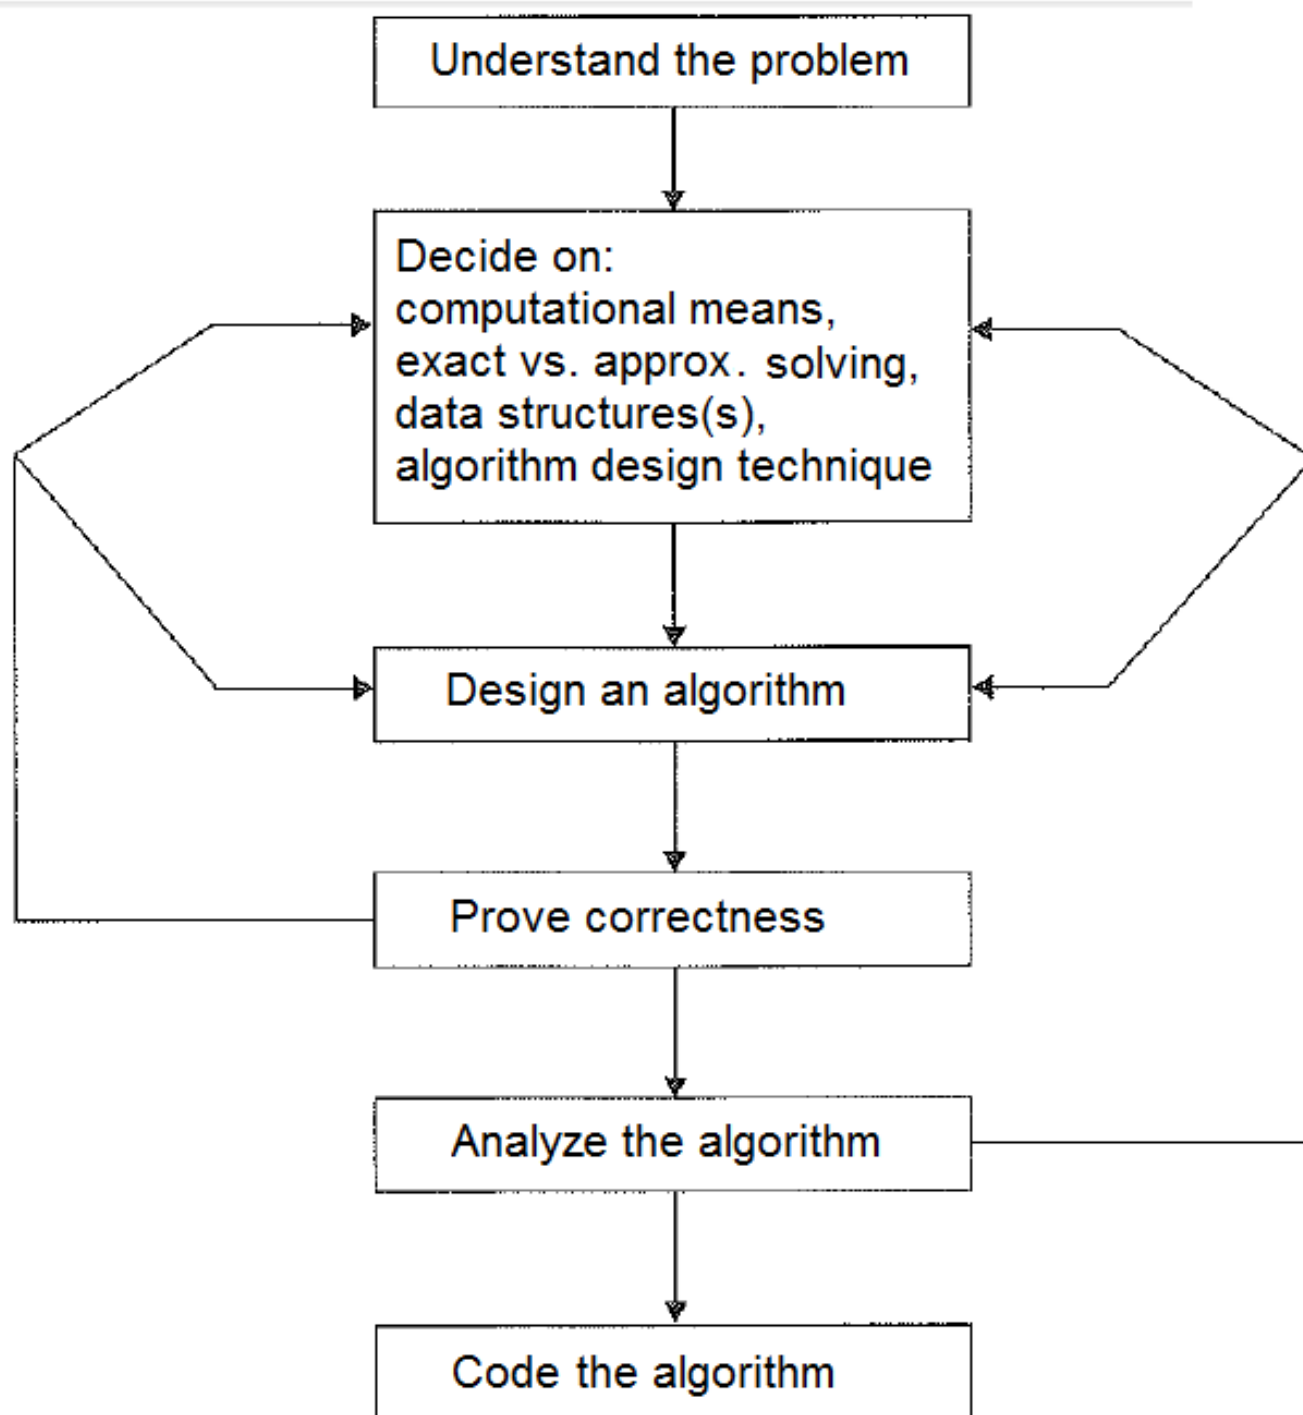 Understand the problem
Decide on:
computational means,
exact vs. approx. solving,
data structures(s),
algorithm design technique
Design an algorithm
Prove correctness
Analyze the algorithm
Code the algorithm